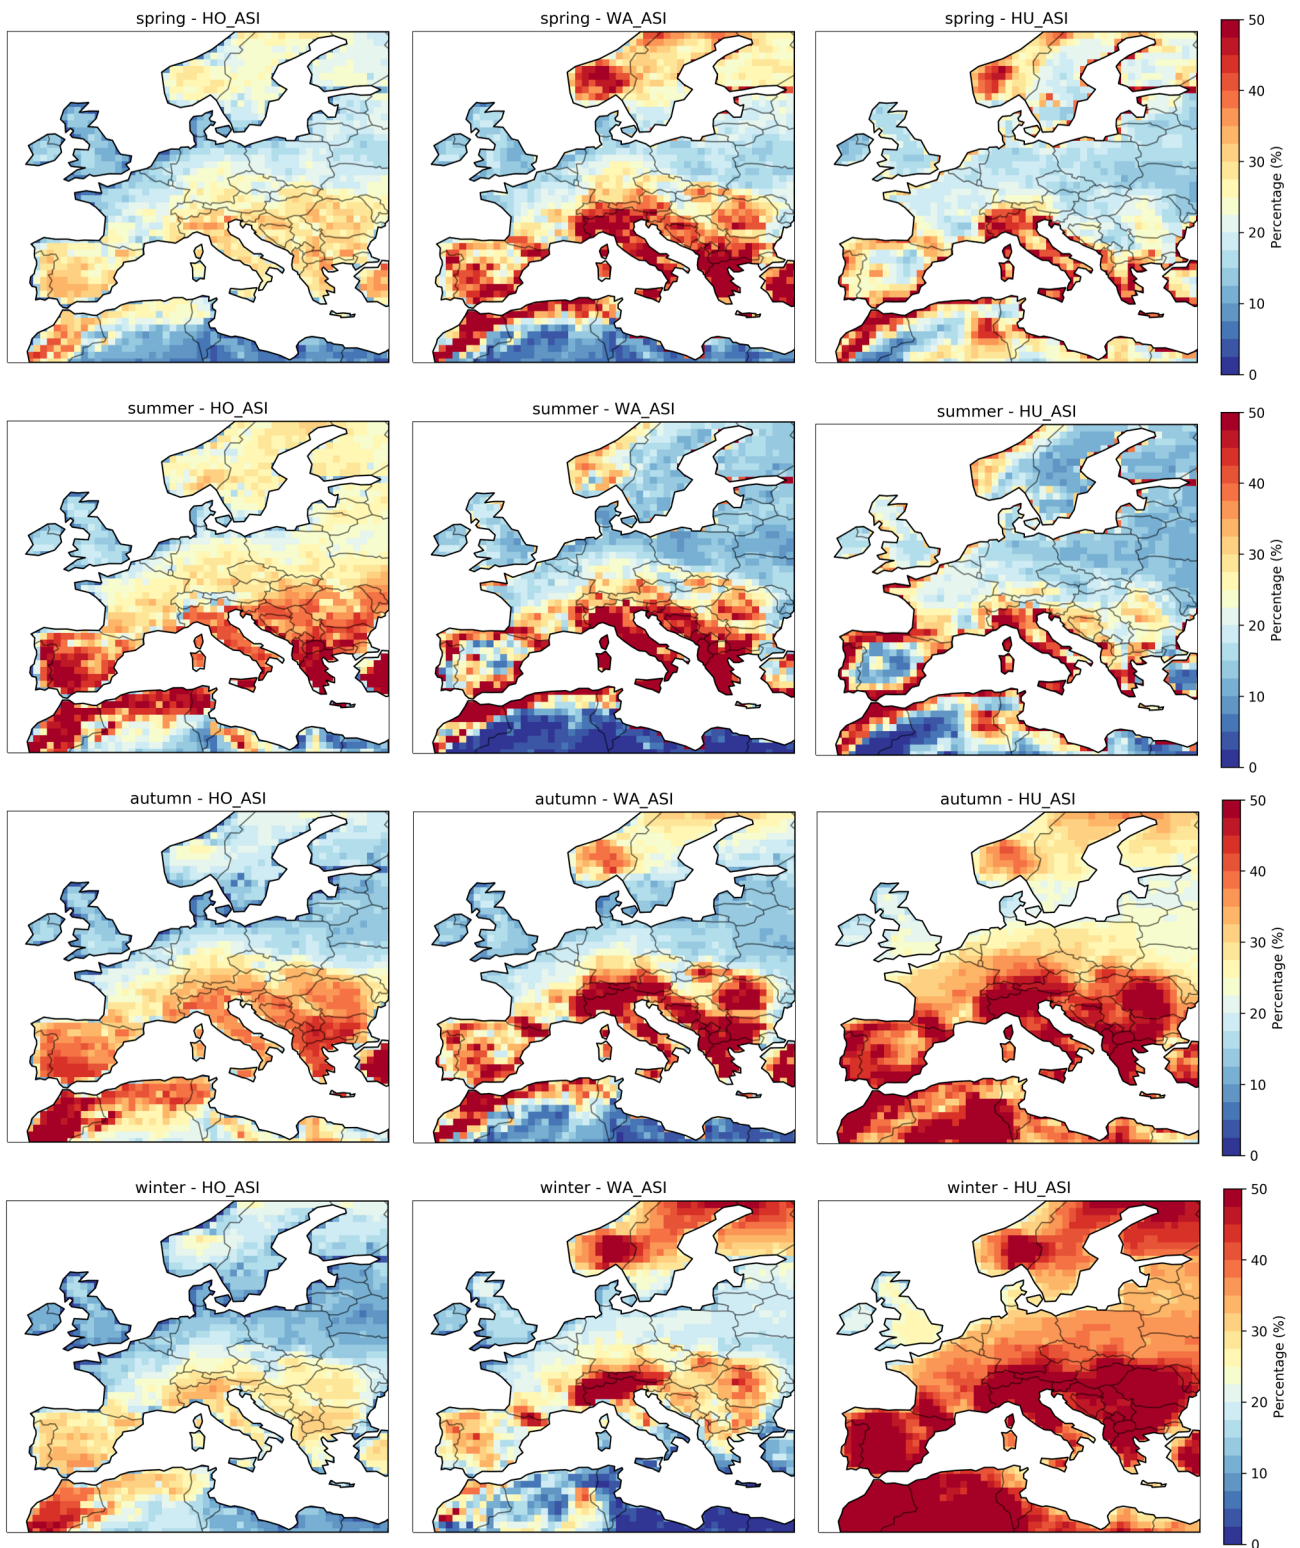 spring - HO_ASI
spring - WA_ASI
spring - HU_ASI
50
40
30
20
10
0
Percentage (%)
summer - HO_ASI
summer - WA_ASI
summer - HU_ASI
50
40
30
20
10
0
Percentage (%)
autumn - HO_ASI
autumn - WA_ASI
autumn - HU_ASI
50
40
30
20
10
0
Percentage (%)
winter - HO_ASI
winter - WA_ASI
winter - HU_ASI
50
40
30
20
10
0
Percentage (%)